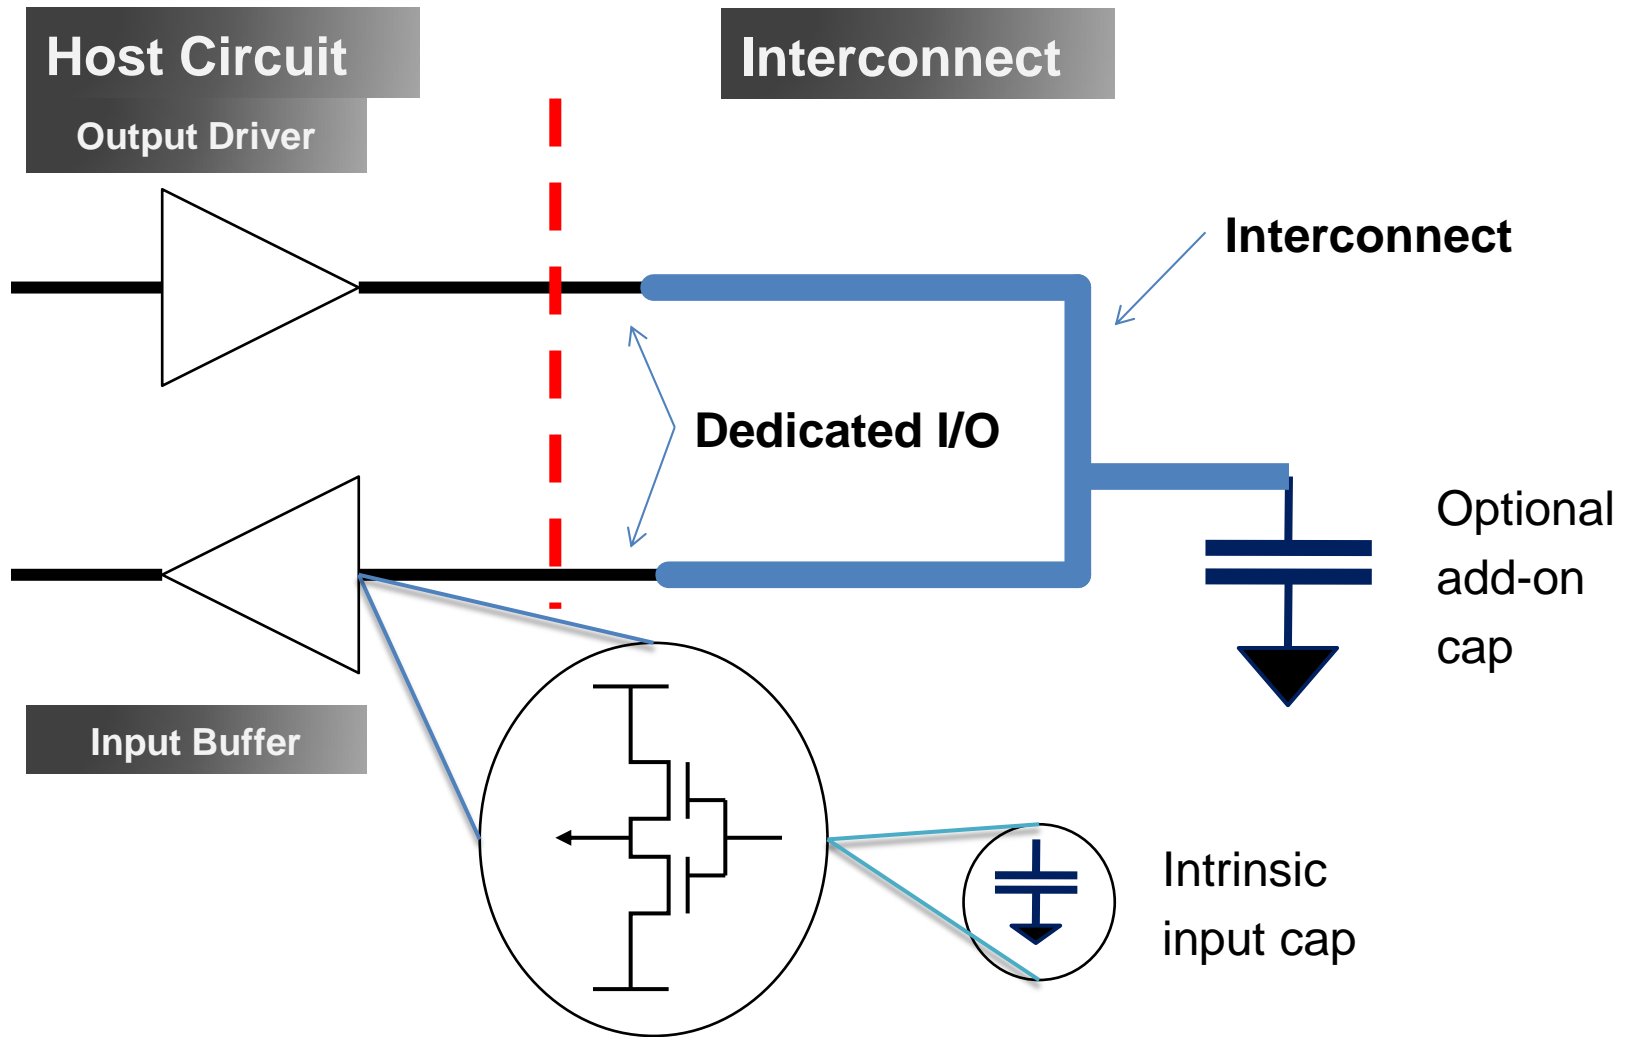 Host Circuit
Interconnect
Output Driver
Interconnect
Dedicated I/O
Optional
add-on
cap
Input Buffer
Intrinsic
input cap